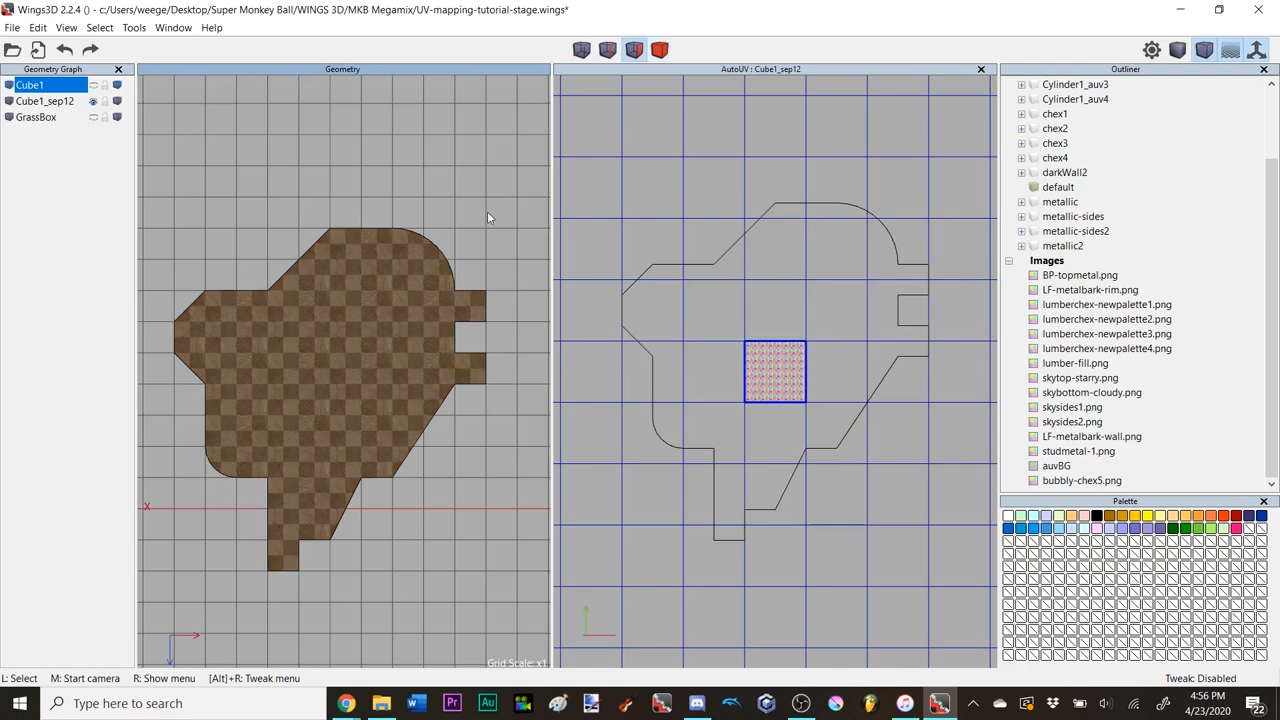 Wings3D 2.2.4 () - c:/Users/weege/Desktop/Super Monkey Ball/WINGS 3D/MKB Megamix/UV-mapping-tutorial-stage.wings*
File Edit View Select Tools Window Help
Geometry Graph
Cube1
Cube1_sep12
GrassBox
Geometry
X
Grid Scale: x1
AutoUV : Cube1_sep12
Outliner
Cylinder1_auv3
Cylinder1_auv4
chex1
chex2
chex3
chex4
darkWall2
default
metallic
metallic-sides
metallic-sides2
metallic2
Images
BP-topmetal.png
LF-metalbark-rim.png
lumberchex-newpalette1.png
lumberchex-newpalette2.png
lumberchex-newpalette3.png
lumberchex-newpalette4.png
lumber-fill.png
skytop-starry.png
skybottom-cloudy.png
skysides1.png
skysides2.png
LF-metalbark-wall.png
studmetal-1.png
auvBG
bubbly-chex5.png
Palette
L: Select M: Start camera R: Show menu [Alt]+R: Tweak menu
Tweak: Disabled
Type here to search
W
Pr
Au
4:56 PM
4/23/2020
22